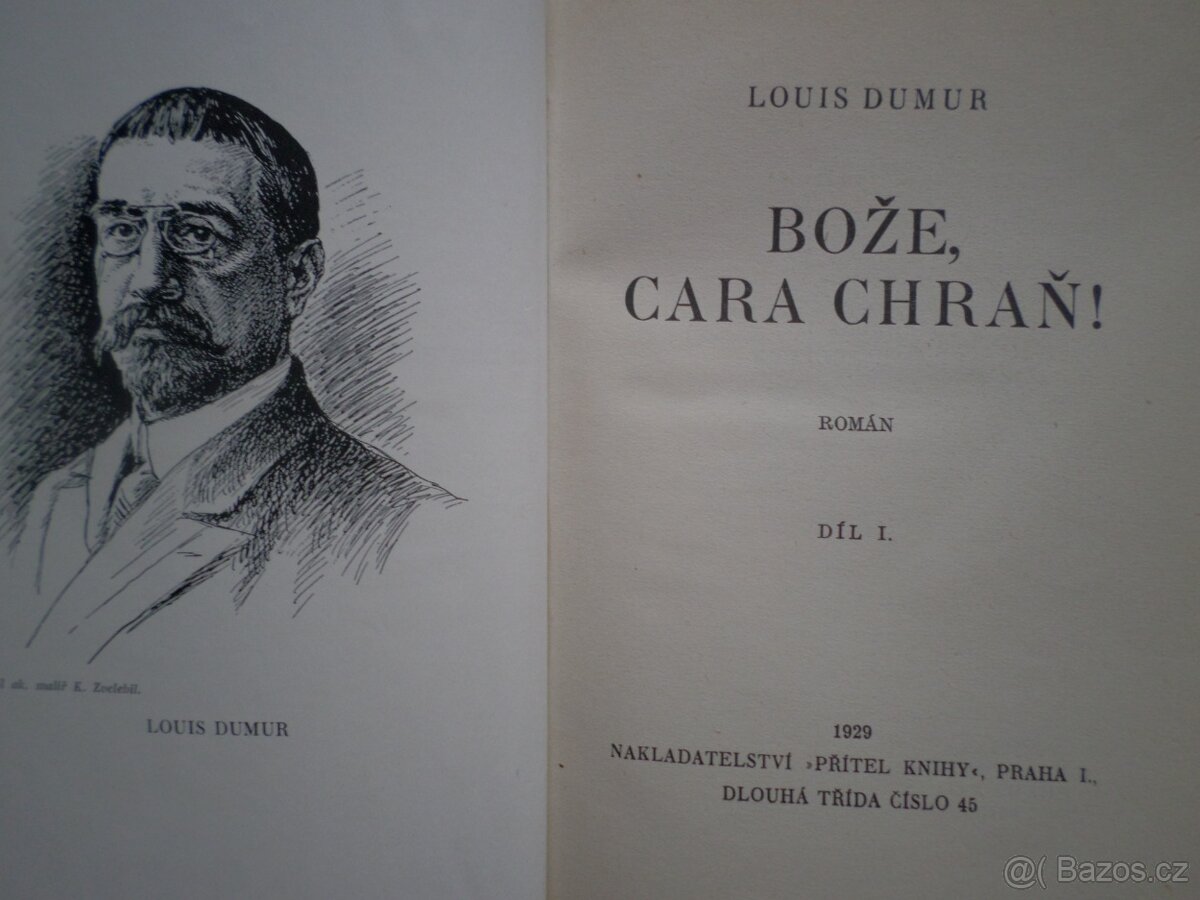 ak. malíř K. Zvelebil.
LOUIS DUMUR
LOUIS DUMUR
BOŽE,
CARA CHRAŇ!
ROMÁN
DÍL I.
1929
NAKLADATELSTVÍ »PŘÍTEL KNIHY«, PRAHA I.,
DLOUHÁ TŘÍDA ČÍSLO 45
@( Bazos.cz